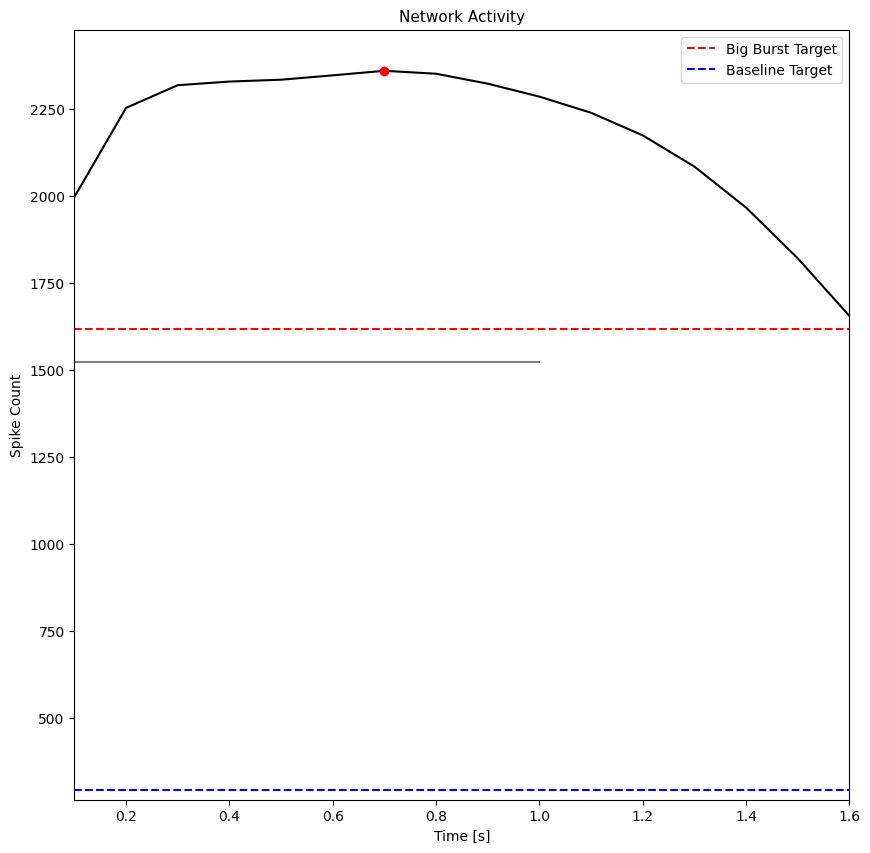 Network Activity
Big Burst Target
Baseline Target
Spike Count
2250
2000
1750
1500
1250
1000
750
500
0.2 0.4 0.6 0.8 1.0 1.2 1.4 1.6
Time [s]